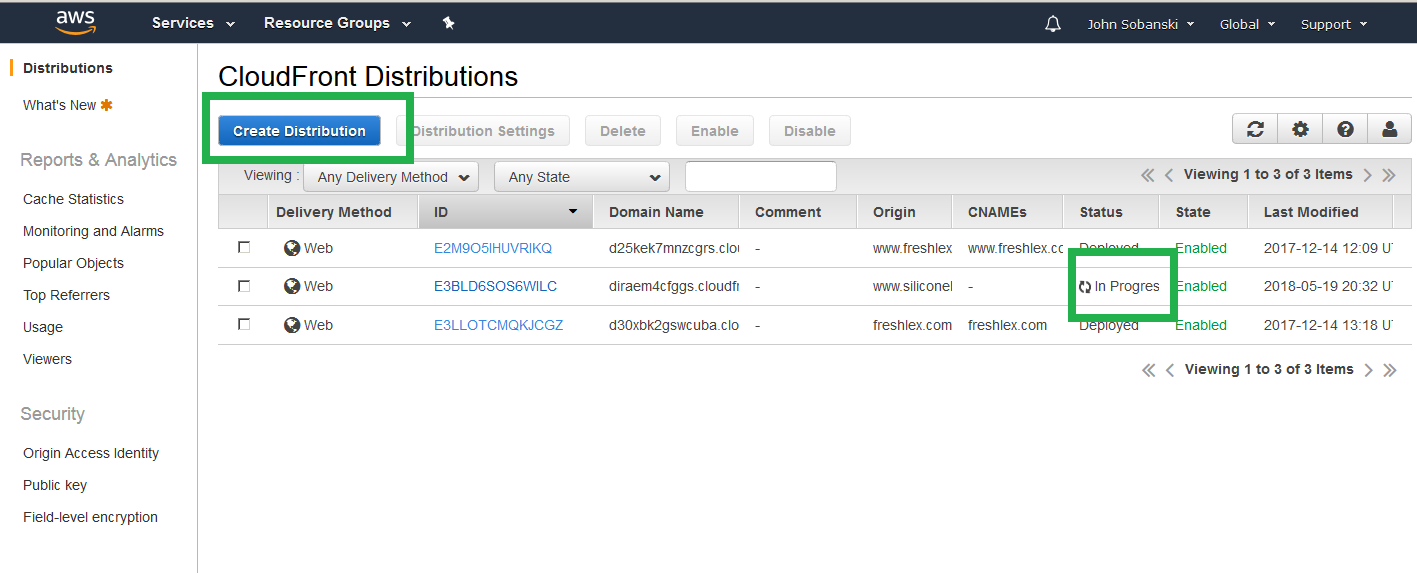 aws Services Resource Groups John Sobanski Global Support
Distributions
What's New
Reports & Analytics
Cache Statistics
Monitoring and Alarms
Popular Objects
Top Referrers
Usage
Viewers
Security
Origin Access Identity
Public key
Field-level encryption
CloudFront Distributions
Create Distribution Distribution Settings Delete Enable Disable
Viewing : Any Delivery Method Any State Viewing 1 to 3 of 3 Items
Delivery Method ID Domain Name Comment Origin CNAMEs Status State Last Modified
Web E2M9O5IHUVRIKQ d25kek7mnzcgrs.clou - www.freshlex www.freshlex.cc Deployed Enabled 2017-12-14 12:09 U
Web E3BLD6SOS6WILC diraem4cfggs.cloudfr - www.siliconel - In Progres Enabled 2018-05-19 20:32 U
Web E3LLOTCMQKJCGZ d30xbk2gswcuba.clo - freshlex.com freshlex.com Deployed Enabled 2017-12-14 13:18 U
Viewing 1 to 3 of 3 Items